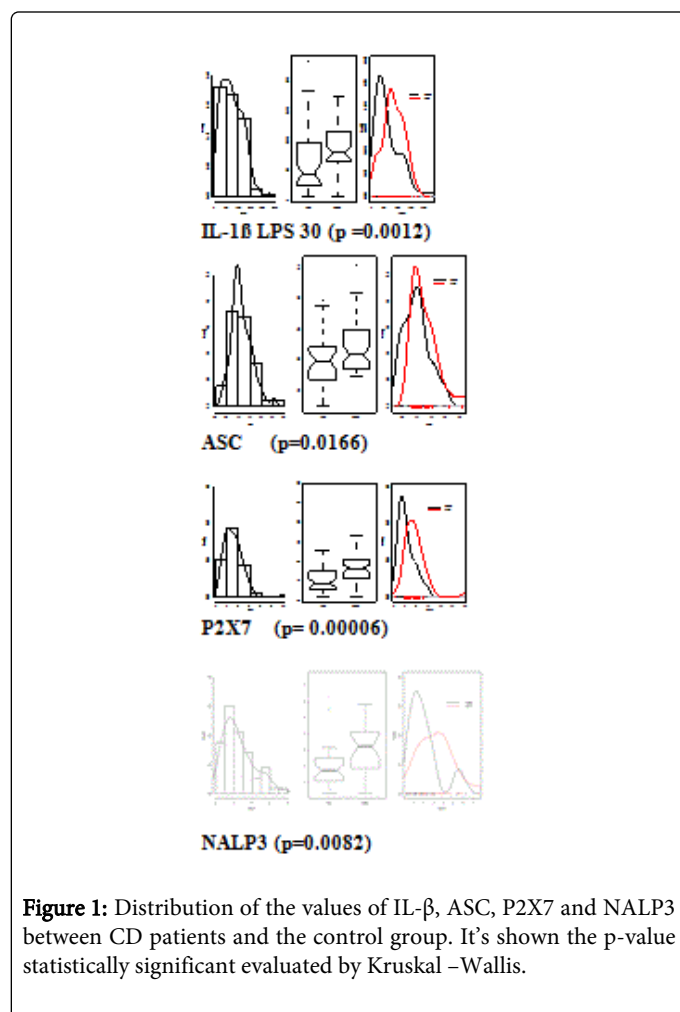 IL-1ß LPS 30 (p =0.0012)
ASC (p=0.0166)
P2X7 (p= 0.00006)
NALP3 (p=0.0082)
Figure 1: Distribution of the values of IL-β, ASC, P2X7 and NALP3
between CD patients and the control group. It's shown the p-value
statistically significant evaluated by Kruskal –Wallis.